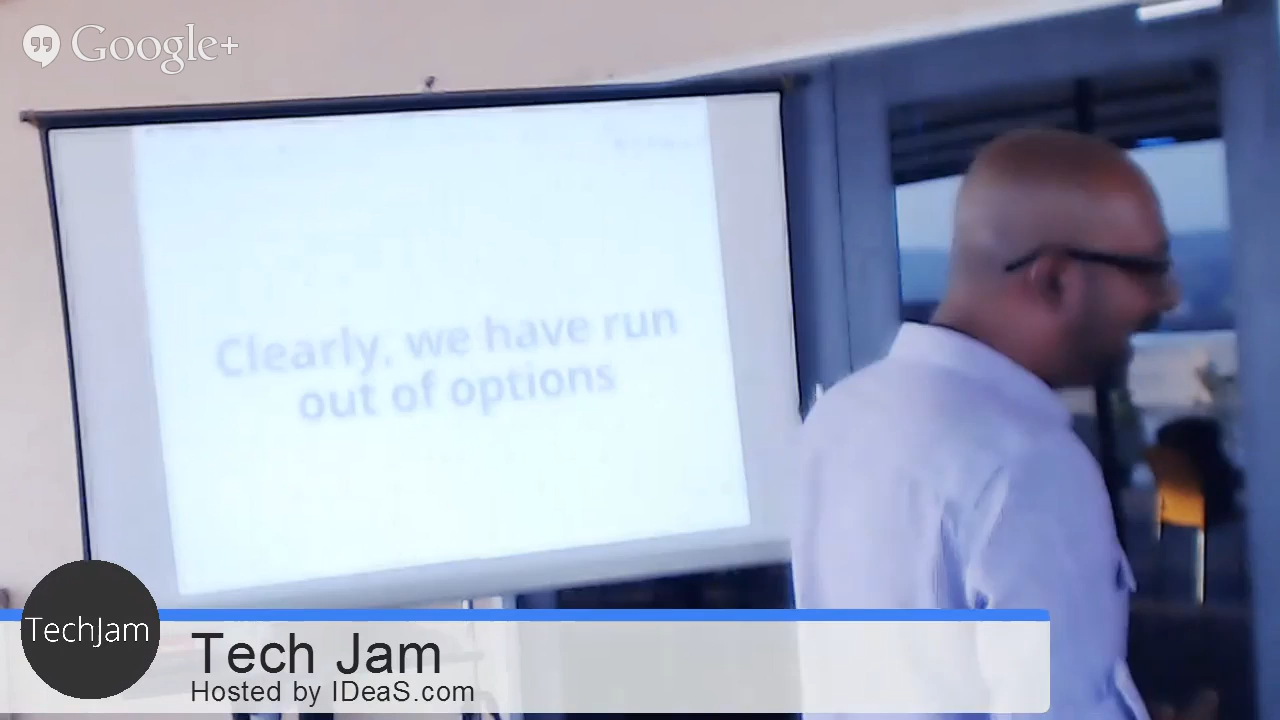 Google+
Clearly, we have run
out of options
TechJam
Tech Jam
Hosted by IDeaS.com